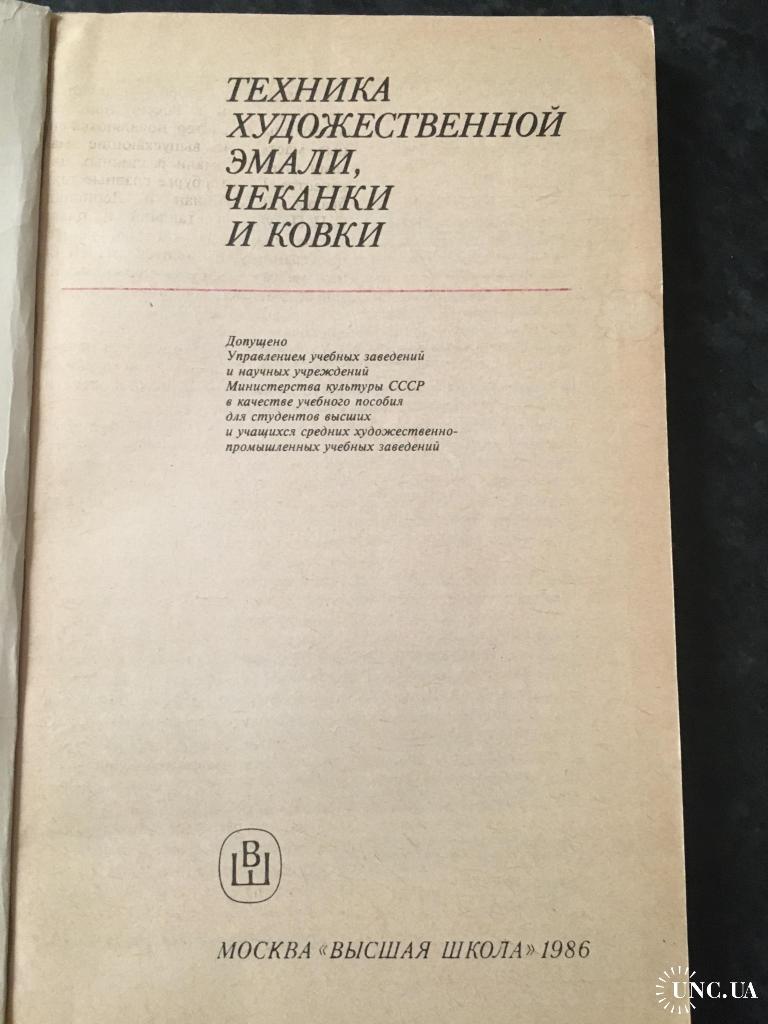 ТЕХНИКА
ХУДОЖЕСТВЕННОЙ
ЭМАЛИ,
ЧЕКАНКИ
И КОВКИ
Допущено
Управлением учебных заведений
и научных учреждений
Министерства культуры СССР
в качестве учебного пособия
для студентов высших
и учащихся средних художественно-
промышленных учебных заведений
ВШ
МОСКВА «ВЫСШАЯ ШКОЛА» 1986
UNC.UA